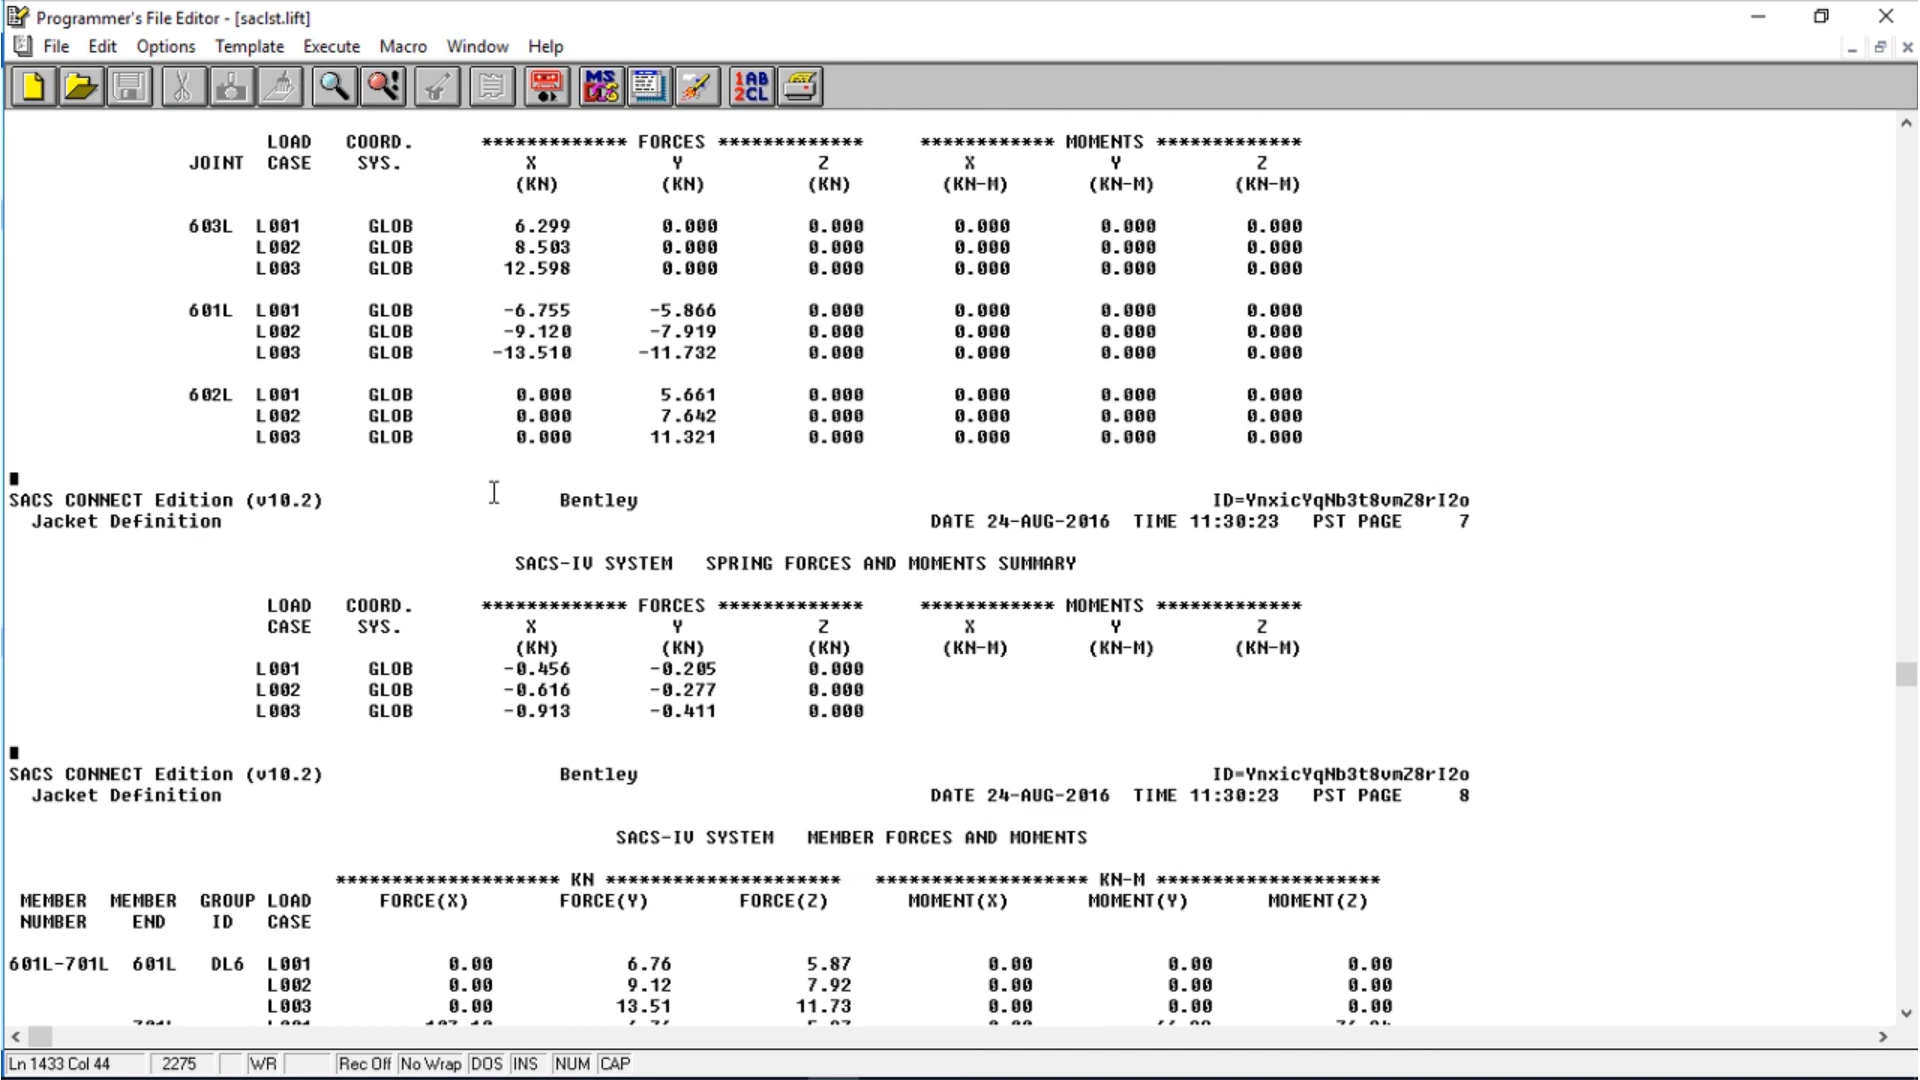 Programmer's File Editor - [saclst.lift]
File Edit Options Template Execute Macro Window Help
LOAD COORD. ************* FORCES ************* ************ MOMENTS *************
JOINT CASE SYS. X Y Z X Y Z
(KN) (KN) (KN) (KN-M) (KN-M) (KN-M)
603L L001 GLOB 6.299 0.000 0.000 0.000 0.000 0.000
L002 GLOB 8.503 0.000 0.000 0.000 0.000 0.000
L003 GLOB 12.598 0.000 0.000 0.000 0.000 0.000
601L L001 GLOB -6.755 -5.866 0.000 0.000 0.000 0.000
L002 GLOB -9.120 -7.919 0.000 0.000 0.000 0.000
L003 GLOB -13.510 -11.732 0.000 0.000 0.000 0.000
602L L001 GLOB 0.000 5.661 0.000 0.000 0.000 0.000
L002 GLOB 0.000 7.642 0.000 0.000 0.000 0.000
L003 GLOB 0.000 11.321 0.000 0.000 0.000 0.000
SACS CONNECT Edition (v10.2) Bentley ID=YnxicYqNb3t8vmZ8rI2o
Jacket Definition DATE 24-AUG-2016 TIME 11:30:23 PST PAGE 7
SACS-IV SYSTEM SPRING FORCES AND MOMENTS SUMMARY
LOAD COORD. ************* FORCES ************* ************ MOMENTS *************
CASE SYS. X Y Z X Y Z
(KN) (KN) (KN) (KN-M) (KN-M) (KN-M)
L001 GLOB -0.456 -0.205 0.000
L002 GLOB -0.616 -0.277 0.000
L003 GLOB -0.913 -0.411 0.000
SACS CONNECT Edition (v10.2) Bentley ID=YnxicYqNb3t8vmZ8rI2o
Jacket Definition DATE 24-AUG-2016 TIME 11:30:23 PST PAGE 8
SACS-IV SYSTEM MEMBER FORCES AND MOMENTS
******************** KN ********************* ******************* KN-M ********************
MEMBER MEMBER GROUP LOAD FORCE(X) FORCE(Y) FORCE(Z) MOMENT(X) MOMENT(Y) MOMENT(Z)
NUMBER END ID CASE
601L-701L 601L DL6 L001 0.00 6.76 5.87 0.00 0.00 0.00
L002 0.00 9.12 7.92 0.00 0.00 0.00
L003 0.00 13.51 11.73 0.00 0.00 0.00
Ln 1433 Col 44 2275 WR Rec Off No Wrap DOS INS NUM CAP